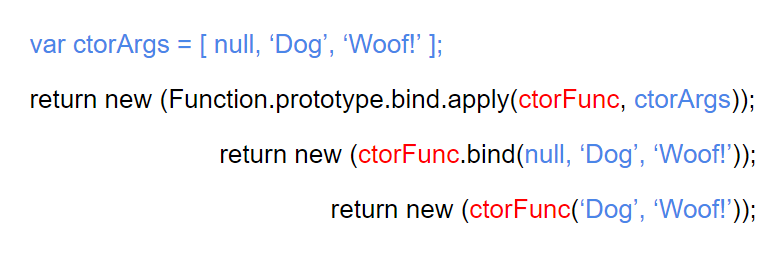 var ctorArgs = [ null, ‘Dog’, ‘Woof!’ ];
return new (Function.prototype.bind.apply(ctorFunc, ctorArgs));
return new (ctorFunc.bind(null, ‘Dog’, ‘Woof!’));
return new (ctorFunc(‘Dog’, ‘Woof!’));